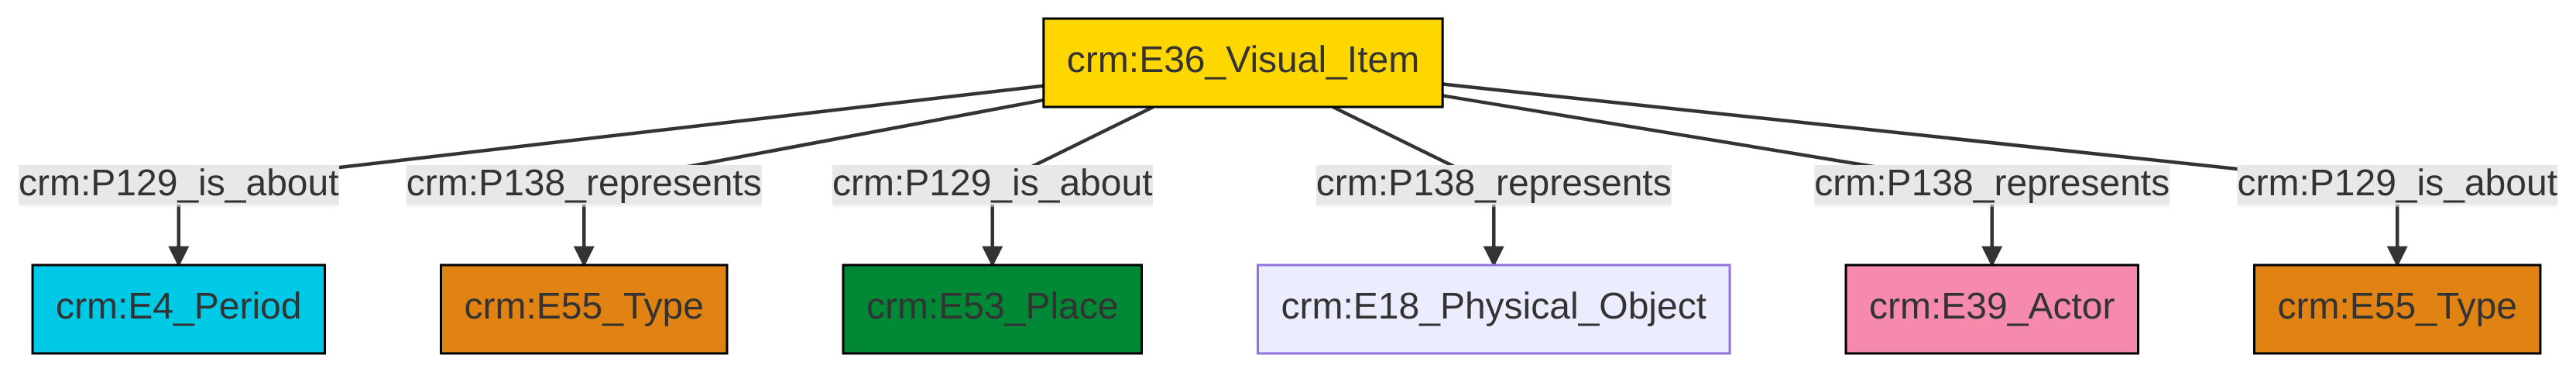 crm:E36_Visual_Item
crm:P129_is_about
crm:P138_represents
crm:P129_is_about
crm:P138_represents
crm:P138_represents
crm:P129_is_about
crm:E4_Period
crm:E55_Type
crm:E53_Place
crm:E18_Physical_Object
crm:E39_Actor
crm:E55_Type